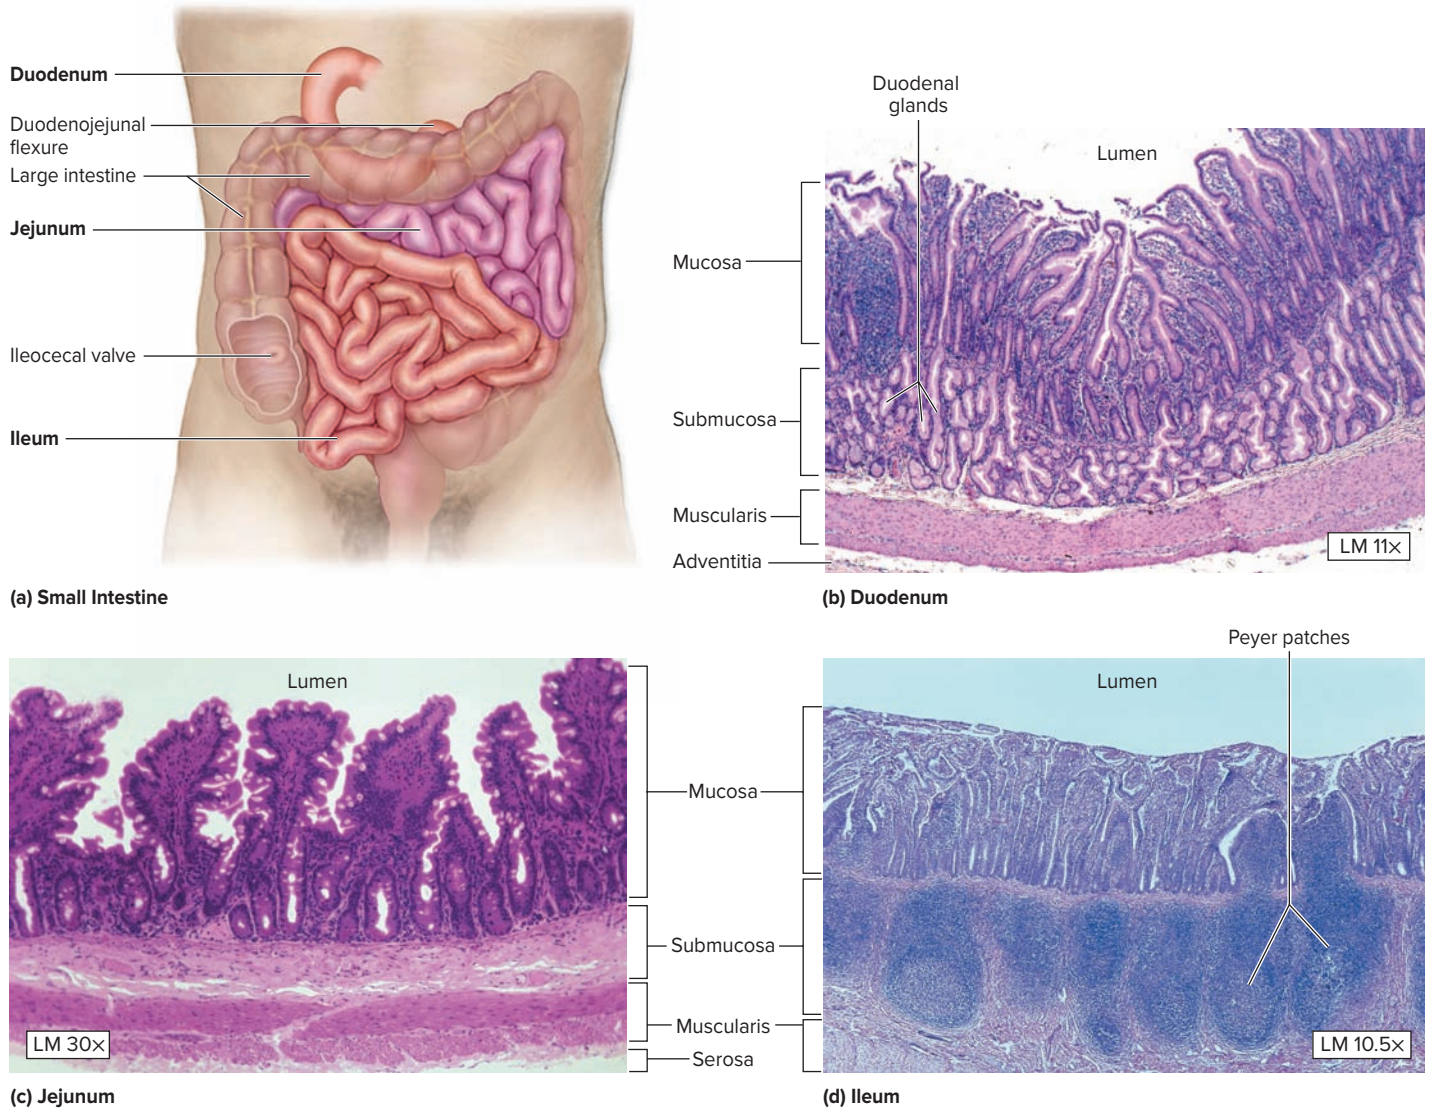 Duodenum
Duodenojejunal
flexure
Large intestine
Jejunum
Ileocecal valve
Ileum
(a) Small Intestine
Duodenal
glands
Lumen
Mucosa
Submucosa
Muscularis
Adventitia
LM 11×
(b) Duodenum
Lumen
Mucosa
Submucosa
Muscularis
Serosa
LM 30×
(c) Jejunum
Peyer patches
Lumen
LM 10.5×
(d) Ileum